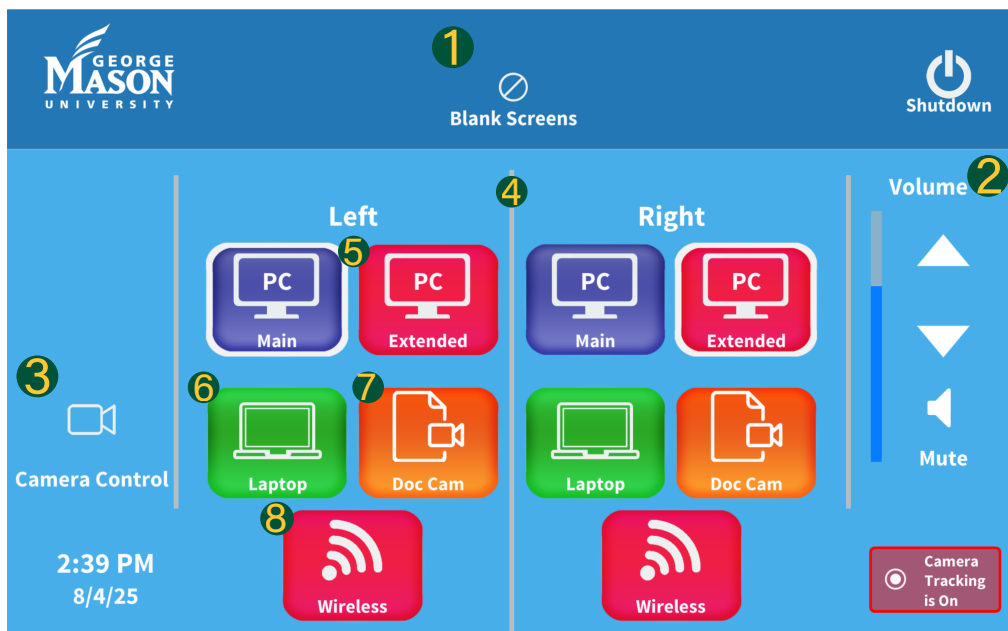 GEORGE
MASON
UNIVERSITY
1
Blank Screens
Shutdown
3
Camera Control
2:39 PM
8/4/25
4
Left
5
PC
Main
PC
Extended
6
Laptop
7
Doc Cam
8
Wireless
Right
PC
Main
PC
Extended
Laptop
Doc Cam
Wireless
Volume
2
Mute
Camera
Tracking
is On